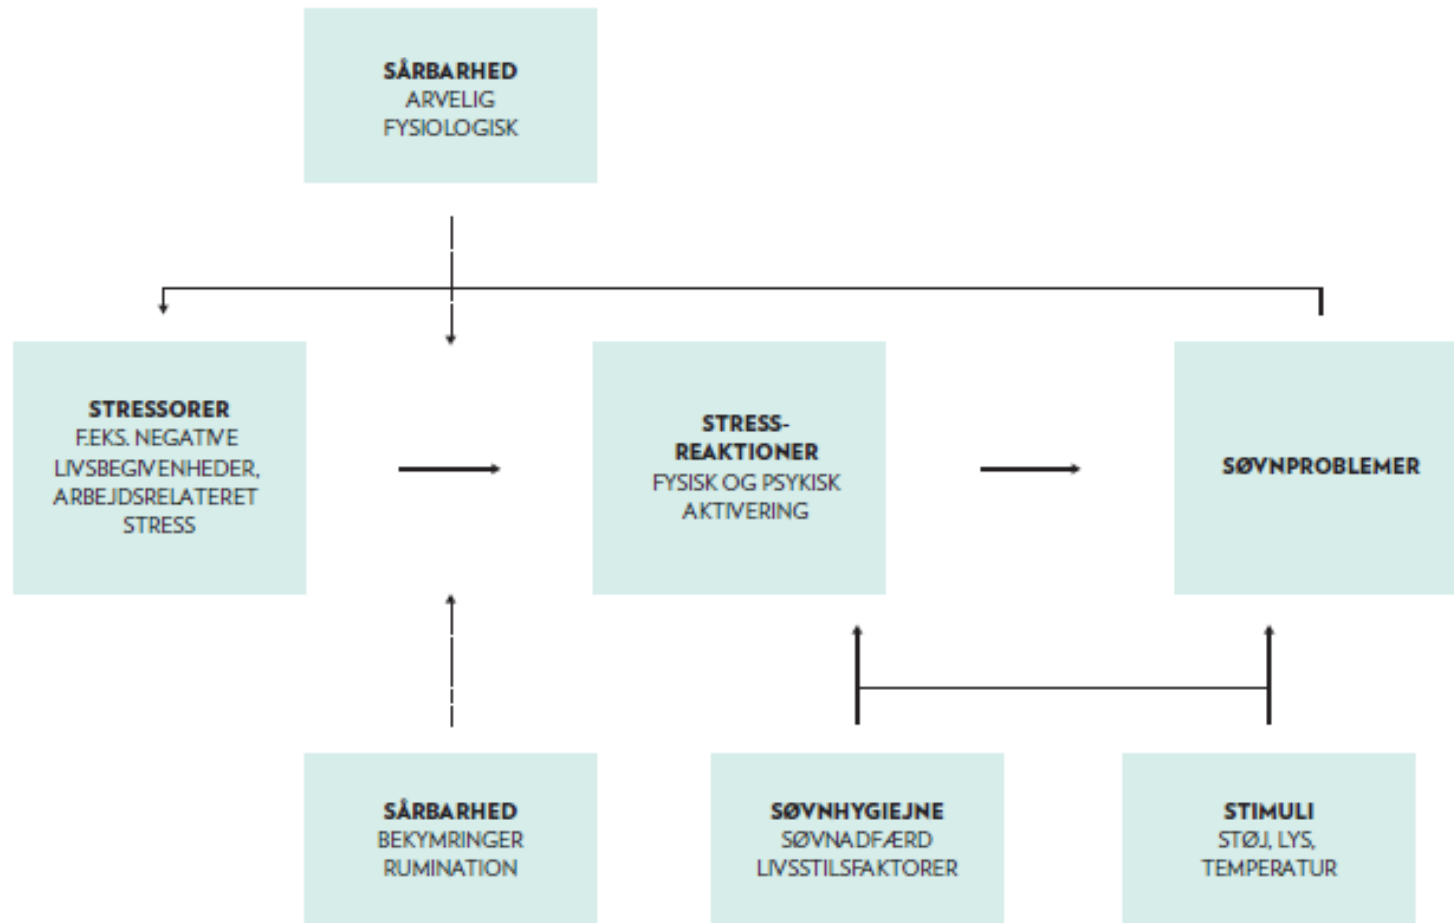 SÅRBARHED
ARVELIG
FYSIOLOGISK
STRESSORER
F.EKS. NEGATIVE
LIVSBEGIVENHEDER,
ARBEJDSRELATERET
STRESS
STRESS-
REAKTIONER
FYSISK OG PSYKISK
AKTIVERING
SØVNPROBLEMER
SÅRBARHED
BEKYMRINGER
RUMINATION
SØVNHYGIEJNE
SØVNADFÆRD
LIVSSTILSFAKTORER
STIMULI
STØJ, LYS,
TEMPERATUR